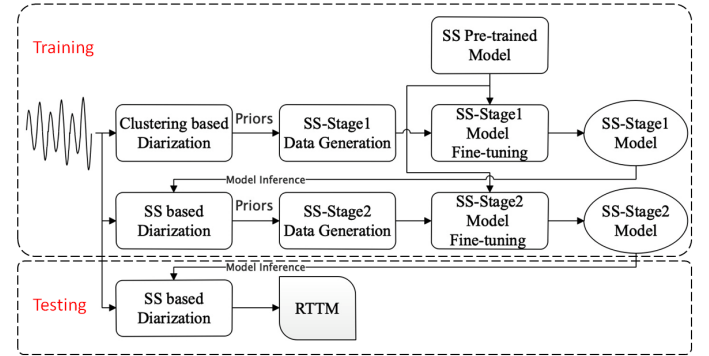 Training
SS Pre-trained
Model
Clustering based
Diarization
Priors
SS-Stage1
Data Generation
SS-Stage1
Model
Fine-tuning
SS-Stage1
Model
Model Inference
SS based
Diarization
Priors
SS-Stage2
Data Generation
SS-Stage2
Model
Fine-tuning
SS-Stage2
Model
Testing
Model Inference
SS based
Diarization
RTTM